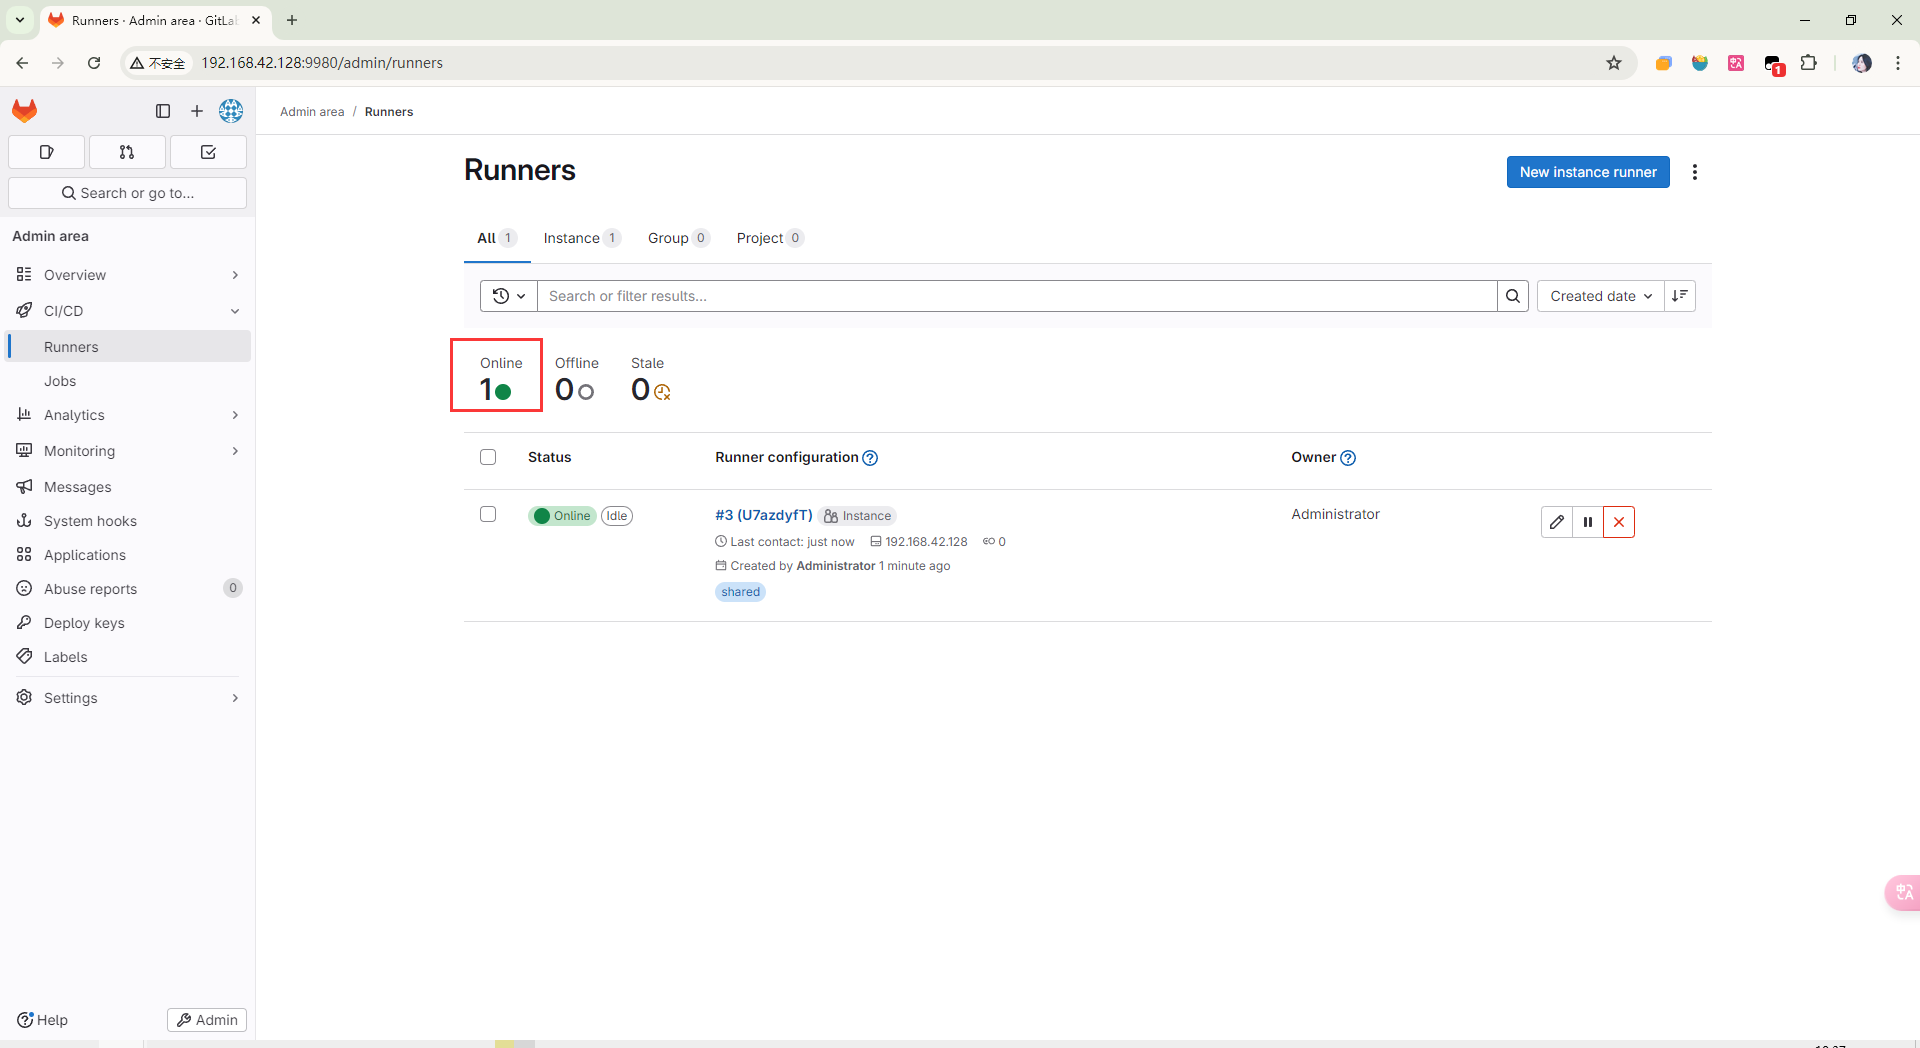 Runners · Admin area · GitLa
不安全
192.168.42.128:9980/admin/runners
1
Admin area / Runners
Search or go to...
Admin area
Overview
CI/CD
Runners
Jobs
Analytics
Monitoring
Messages
System hooks
Applications
Abuse reports 0
Deploy keys
Labels
Settings
Help
Admin
Runners
New instance runner
All 1 Instance 1 Group 0 Project 0
Search or filter results...
Created date
Online Offline Stale
1 0 0
Status Runner configuration Owner
Online Idle #3 (U7azdyfT) Instance Administrator
Last contact: just now 192.168.42.128 0
Created by Administrator 1 minute ago
shared